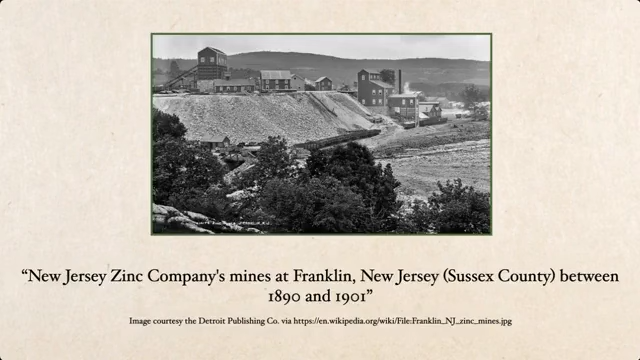 “New Jersey Zinc Company's mines at Franklin, New Jersey (Sussex County) between
1890 and 1901”
Image courtesy the Detroit Publishing Co. via https://en.wikipedia.org/wiki/File:Franklin_NJ_zinc_mines.jpg